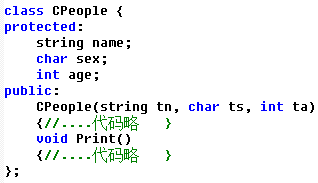 class CPeople {
protected:
    string name;
    char sex;
    int age;
public:
    CPeople(string tn, char ts, int ta)
    {//....代码略   }
    void Print()
    {//....代码略   }
};